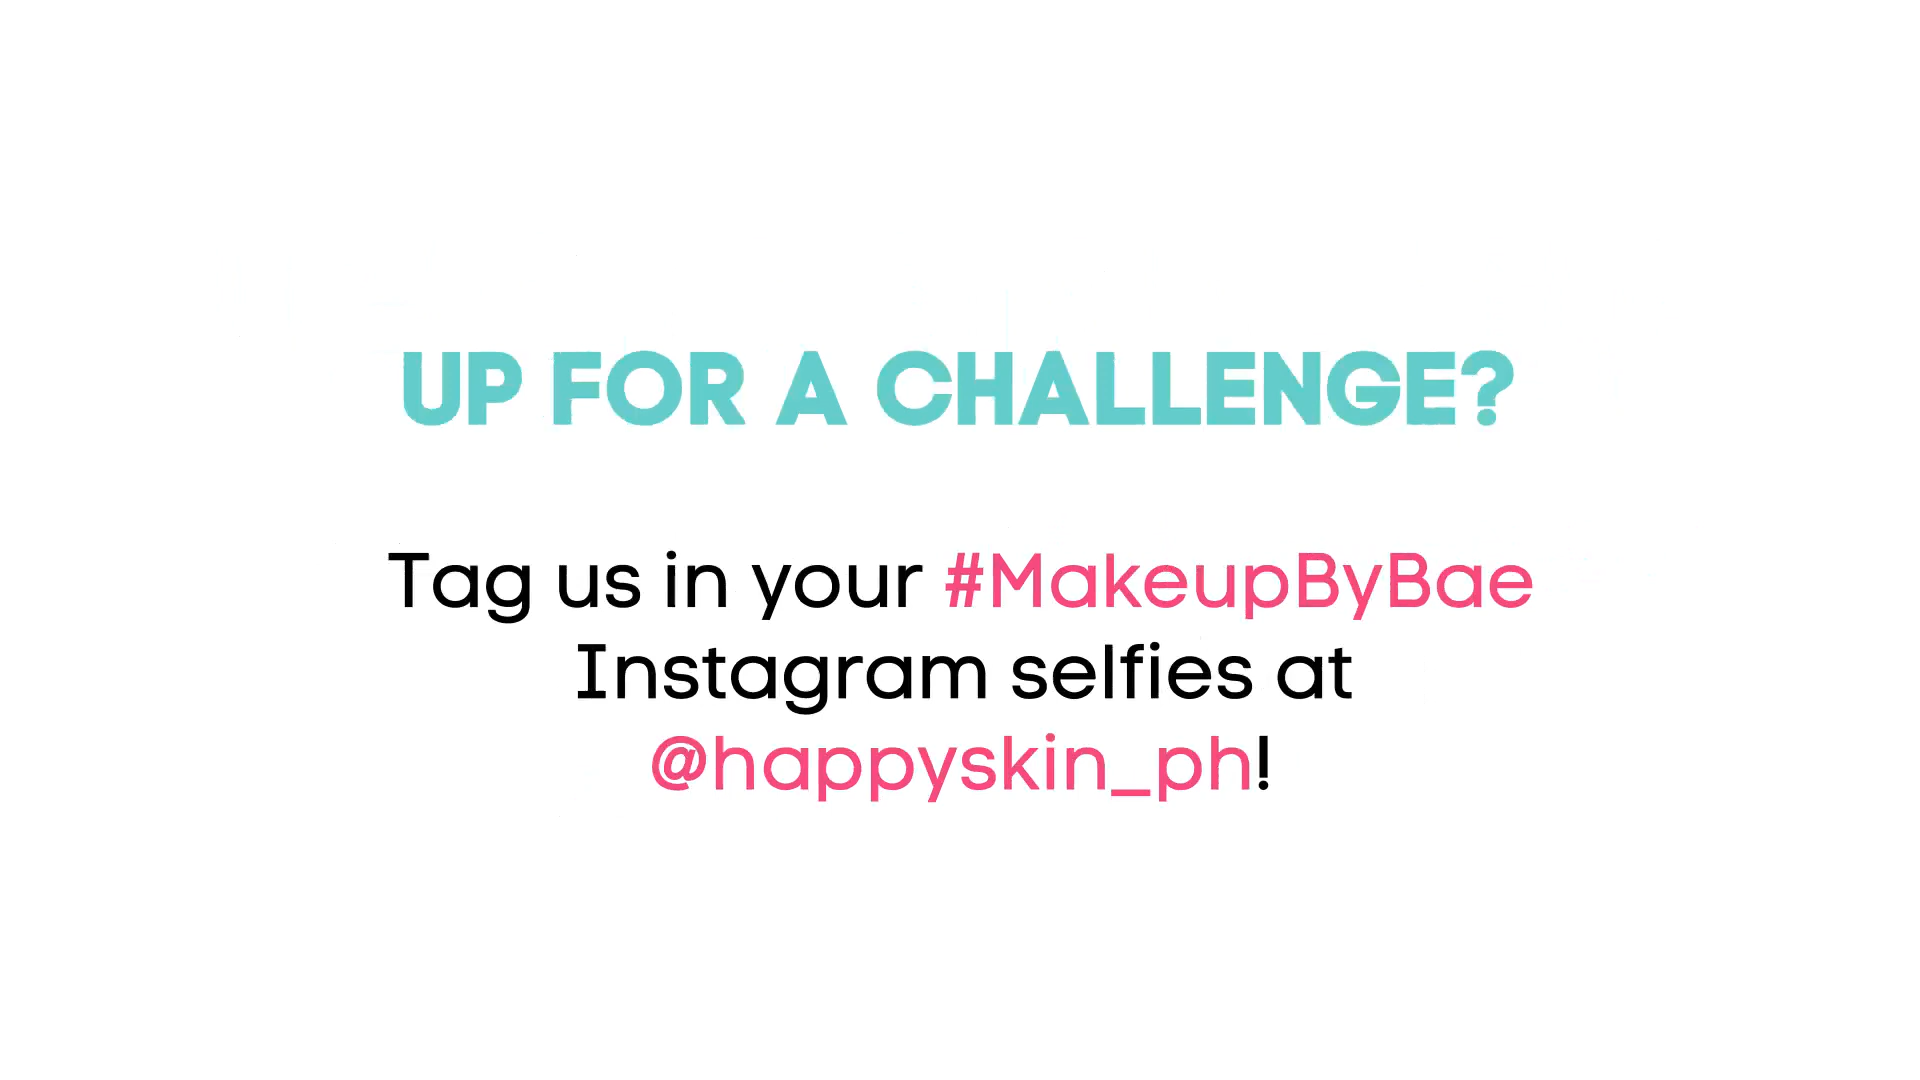 UP FOR A CHALLENGE?
Tag us in your #MakeupByBae
Instagram selfies at
@happyskin_ph!